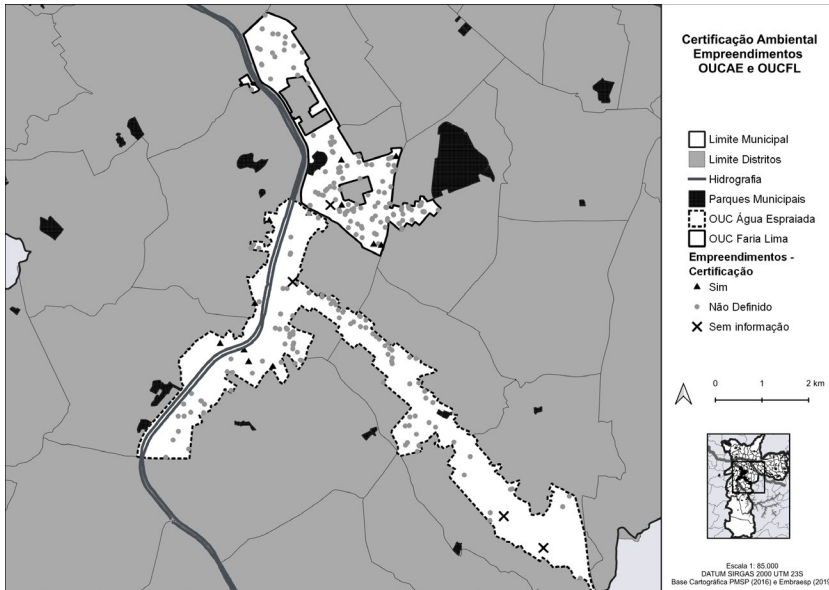 Certificação Ambiental
Empreendimentos
OUCAE e OUCFL
Limite Municipal
Limite Distritos
Hidrografia
Parques Municipais
OUC Água Espraiada
OUC Faria Lima
Empreendimentos -
Certificação
Sim
Não Definido
Sem informação
0 1 2 km
Escala 1: 85.000
DATUM SIRGAS 2000 UTM 23S
Base Cartográfica PMSP (2016) e Embraesp (2019